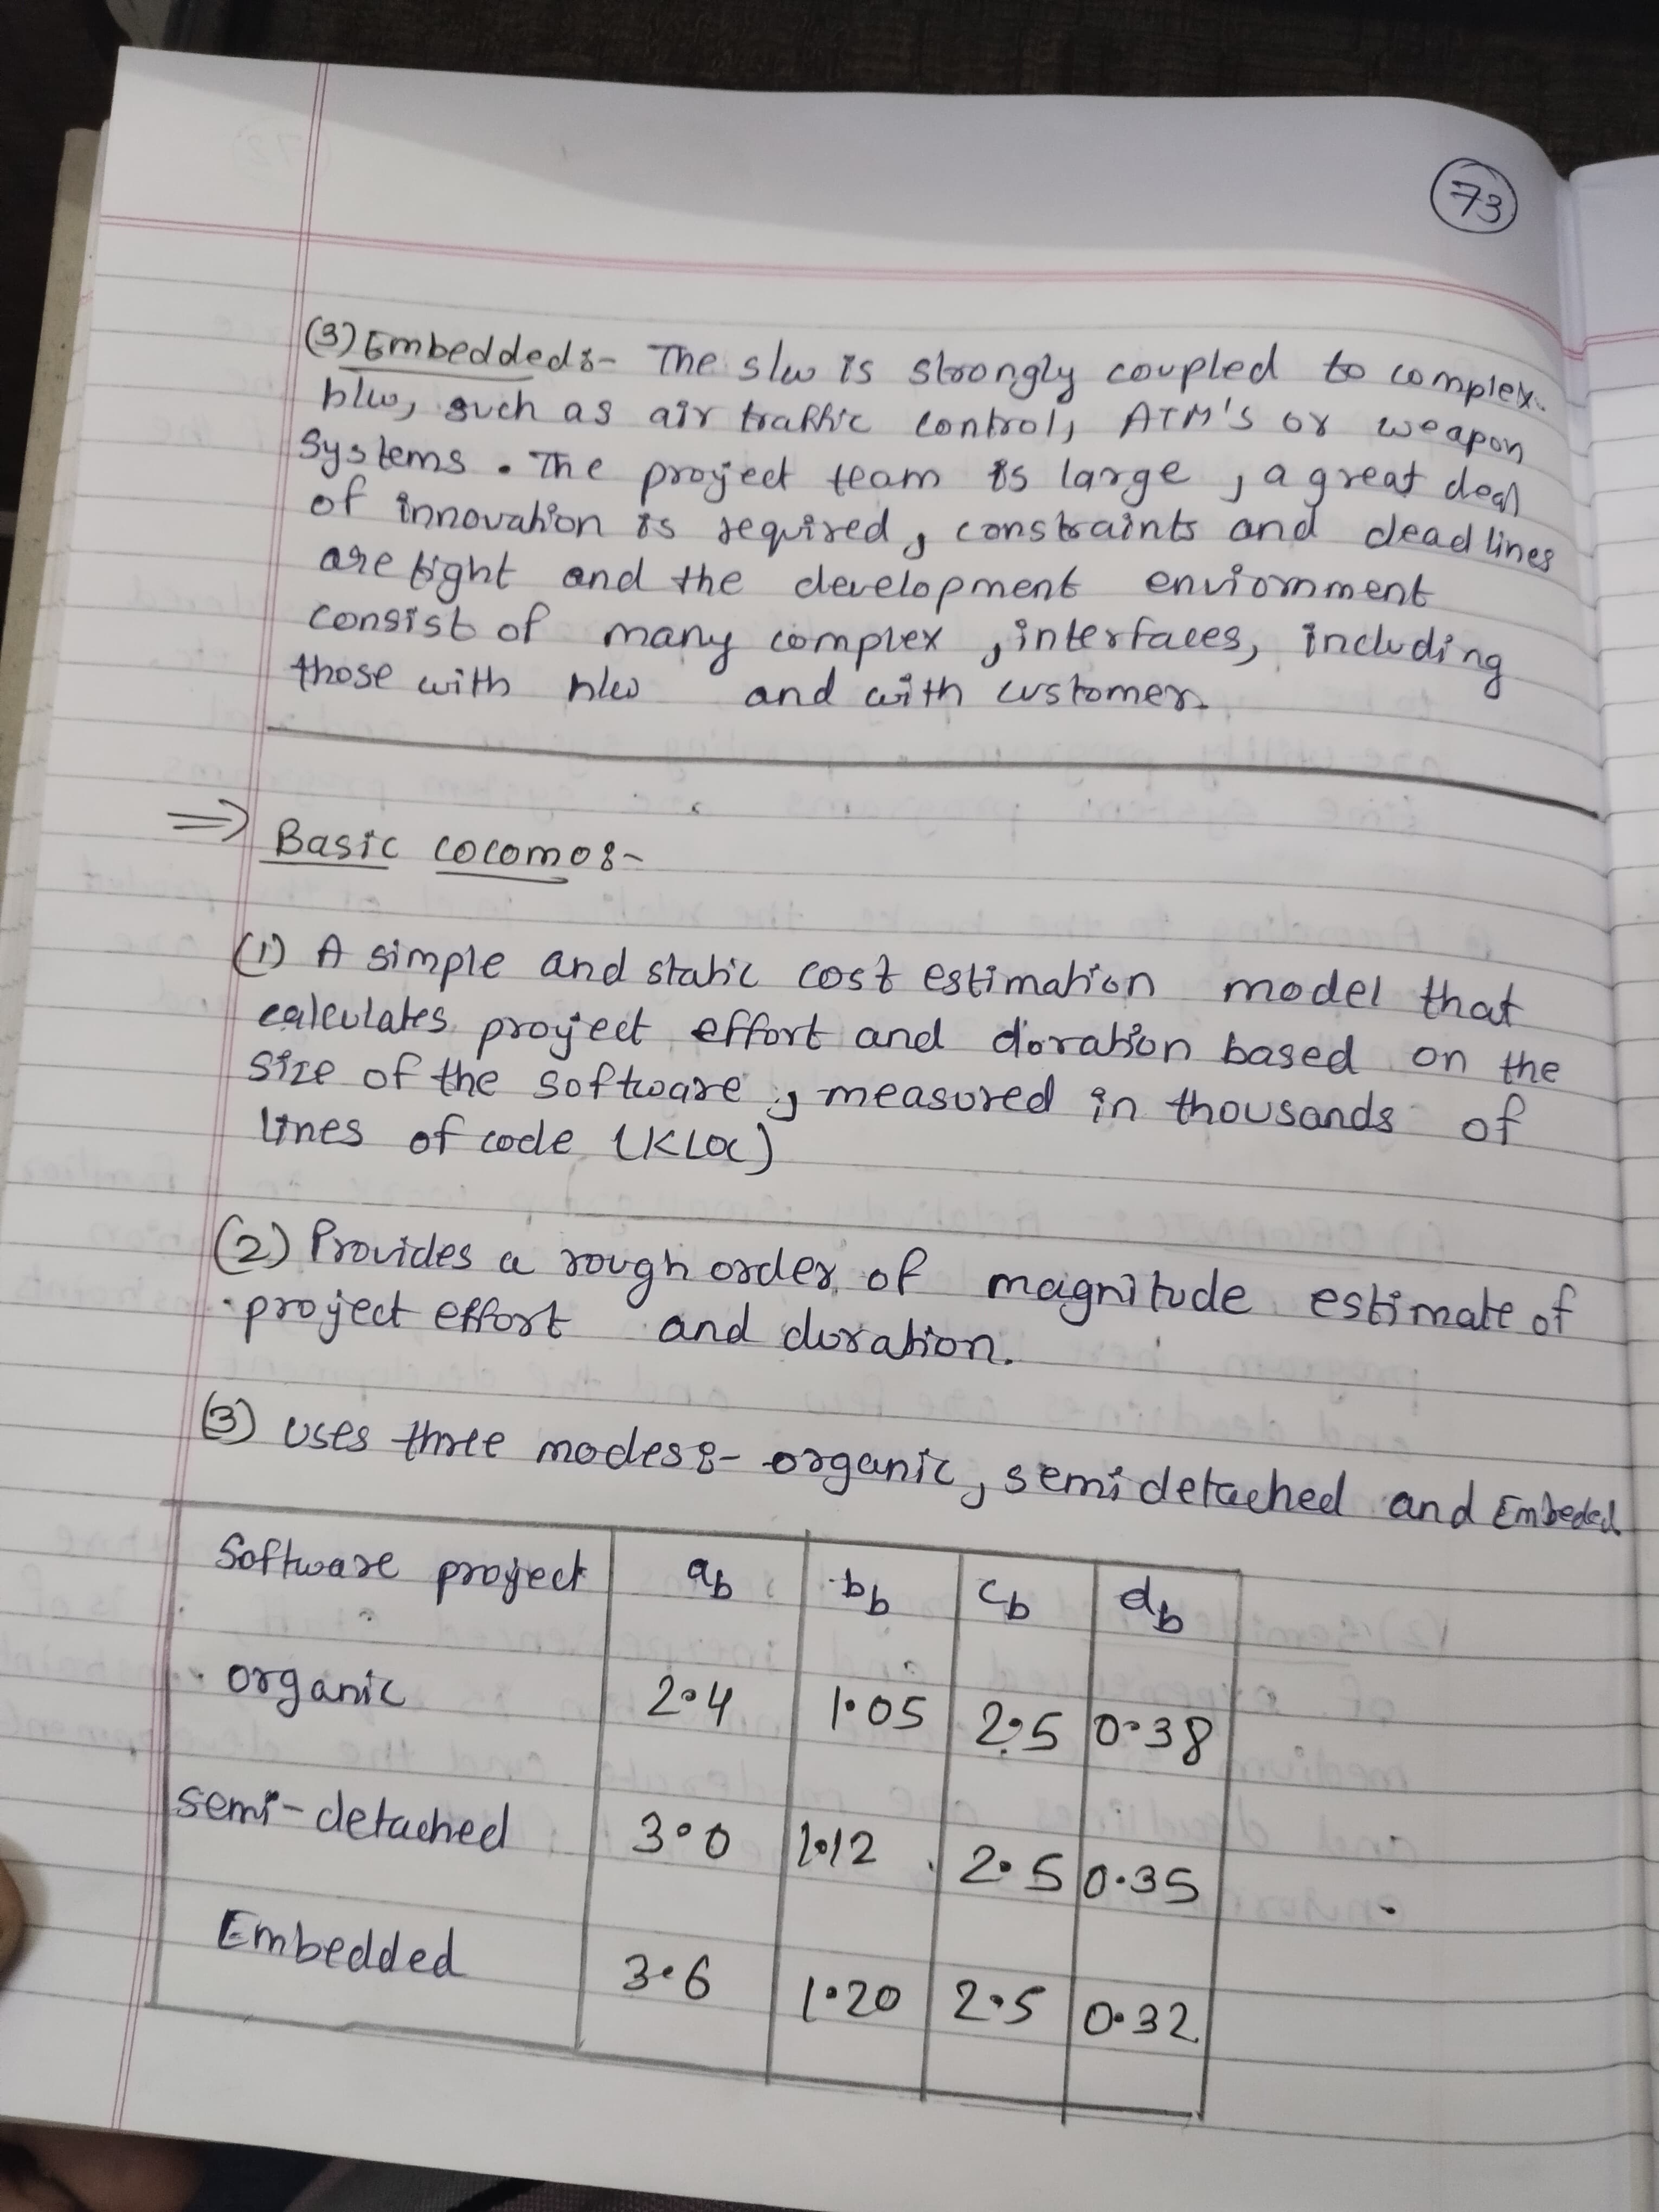 73
(3) Embedded :- The s/w is strongly coupled to complex
h/w, such as air traffic control, ATM's or weapon
Systems. The project team is large, a great deal
of innovation is required, constraints and deadlines
are tight and the development enviornment
consist of many complex, interfaces, including
those with h/w and with customer.
⇒ Basic COCOMO :-
(1) A simple and static cost estimation model that
calculates project effort and doration based on the
size of the software, measured in thousands of
lines of code (KLOC)
(2) Provides a rough order of magnitude estimate of
project effort and duration.
(3) Uses three modes :- organic, semidetached and Embeded.
Software project ab bb cb db
organic 2.4 1.05 2.5 0.38
semi-detached 3.0 1.12 2.5 0.35
Embedded 3.6 1.20 2.5 0.32